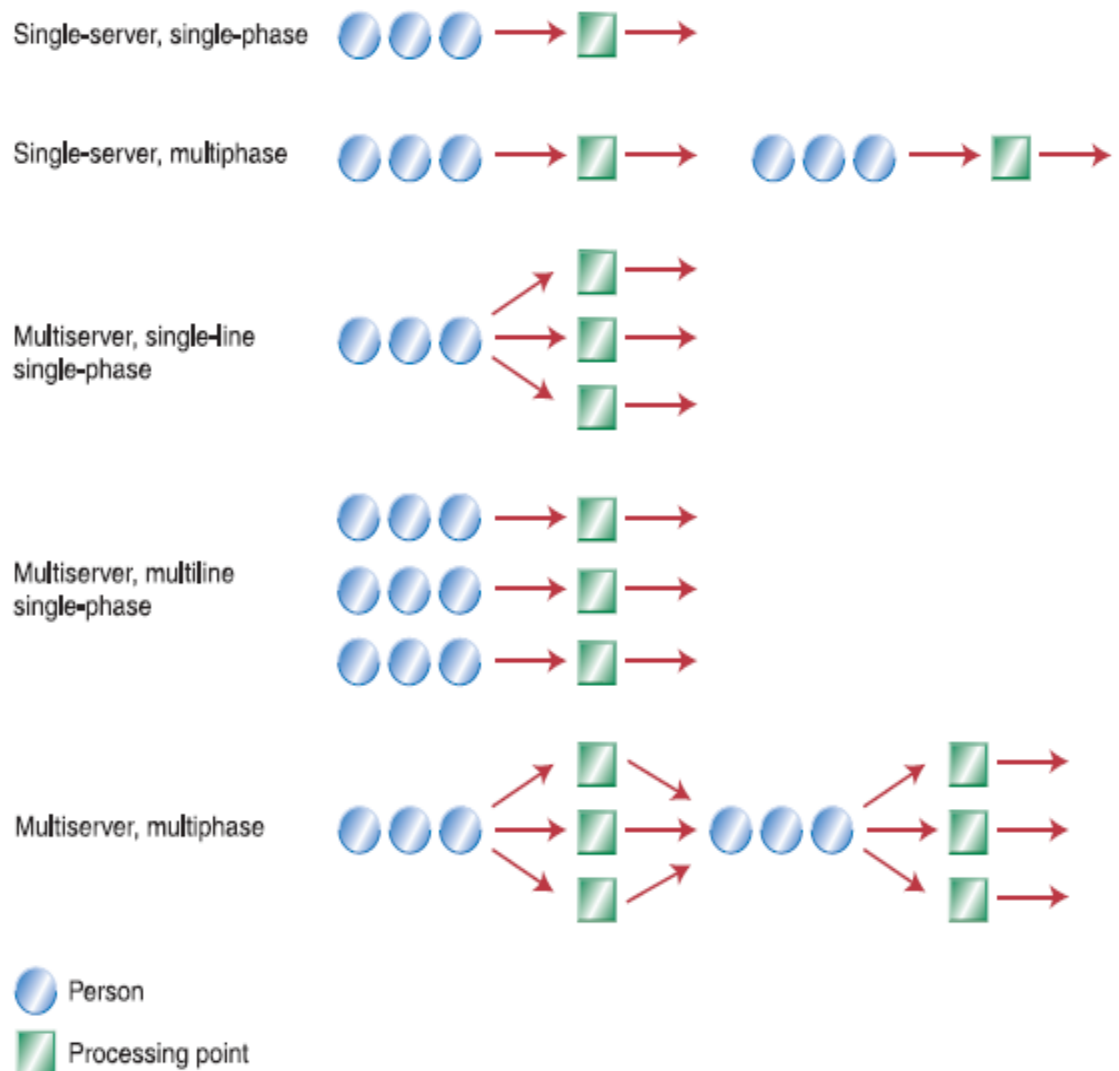 Single-server, single-phase
Single-server, multiphase
Multiserver, single-line
single-phase
Multiserver, multiline
single-phase
Multiserver, multiphase
Person
Processing point